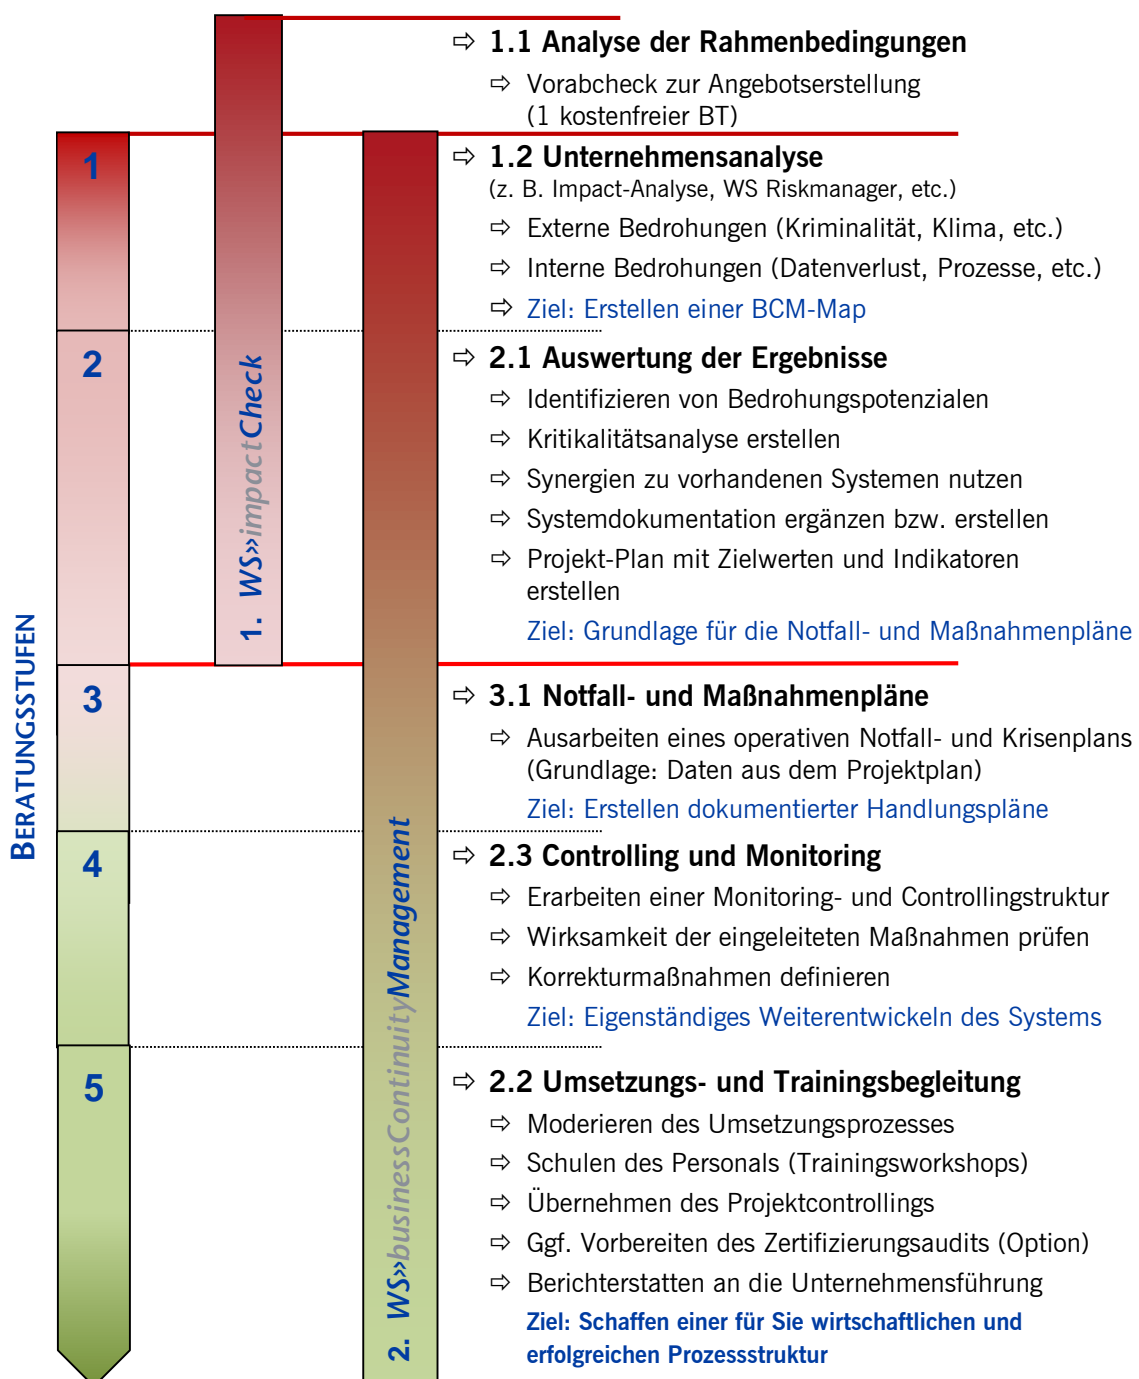 BERATUNGSSTUFEN
1
2
3
4
5
1. WS»impactCheck
2. WS»businessContinuityManagement
⇨ 1.1 Analyse der Rahmenbedingungen
⇨ Vorabcheck zur Angebotserstellung
(1 kostenfreier BT)
⇨ 1.2 Unternehmensanalyse
(z. B. Impact-Analyse, WS Riskmanager, etc.)
⇨ Externe Bedrohungen (Kriminalität, Klima, etc.)
⇨ Interne Bedrohungen (Datenverlust, Prozesse, etc.)
⇨ Ziel: Erstellen einer BCM-Map
⇨ 2.1 Auswertung der Ergebnisse
⇨ Identifizieren von Bedrohungspotenzialen
⇨ Kritikalitätsanalyse erstellen
⇨ Synergien zu vorhandenen Systemen nutzen
⇨ Systemdokumentation ergänzen bzw. erstellen
⇨ Projekt-Plan mit Zielwerten und Indikatoren
erstellen
Ziel: Grundlage für die Notfall- und Maßnahmenpläne
⇨ 3.1 Notfall- und Maßnahmenpläne
⇨ Ausarbeiten eines operativen Notfall- und Krisenplans
(Grundlage: Daten aus dem Projektplan)
Ziel: Erstellen dokumentierter Handlungspläne
⇨ 2.3 Controlling und Monitoring
⇨ Erarbeiten einer Monitoring- und Controllingstruktur
⇨ Wirksamkeit der eingeleiteten Maßnahmen prüfen
⇨ Korrekturmaßnahmen definieren
Ziel: Eigenständiges Weiterentwickeln des Systems
⇨ 2.2 Umsetzungs- und Trainingsbegleitung
⇨ Moderieren des Umsetzungsprozesses
⇨ Schulen des Personals (Trainingsworkshops)
⇨ Übernehmen des Projektcontrollings
⇨ Ggf. Vorbereiten des Zertifizierungsaudits (Option)
⇨ Berichterstatten an die Unternehmensführung
Ziel: Schaffen einer für Sie wirtschaftlichen und
erfolgreichen Prozessstruktur